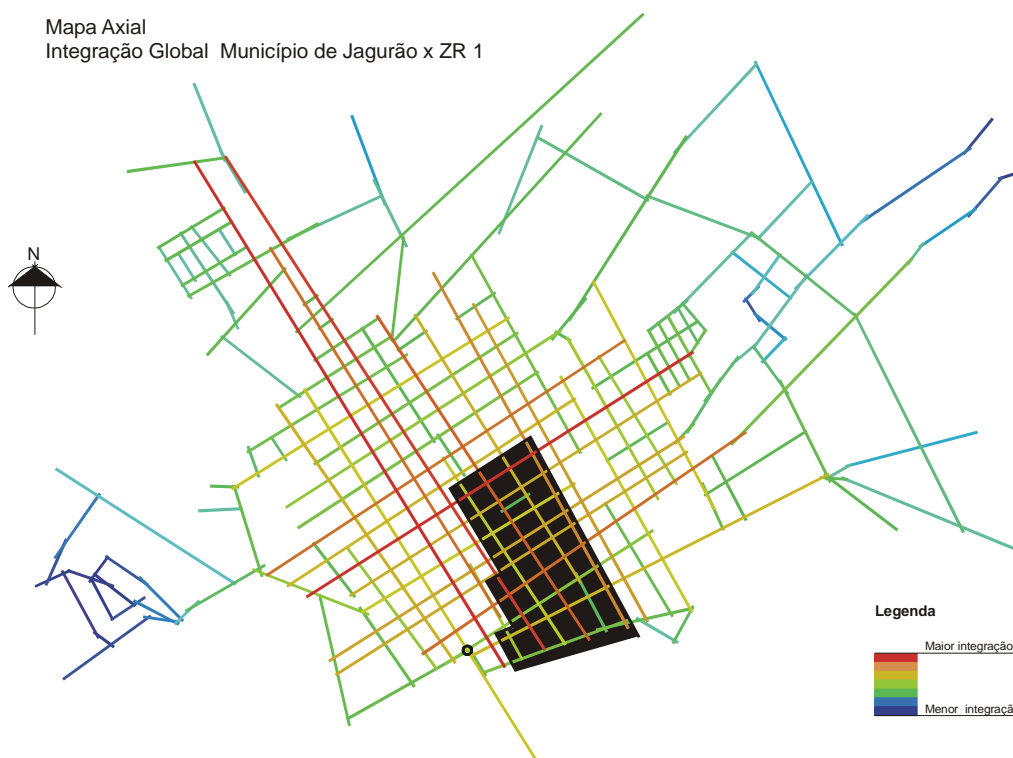 Mapa Axial
Integração Global Município de Jagurão x ZR 1
N
Legenda
Maior integração
Menor integraçã